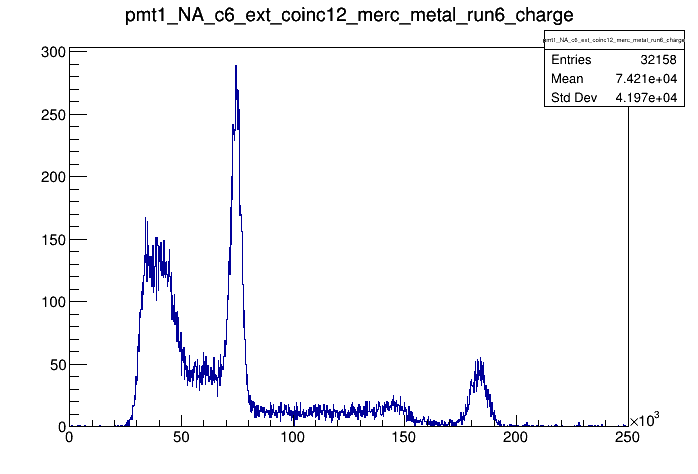 pmt1_NA_c6_ext_coinc12_merc_metal_run6_charge
pmt1_NA_c6_ext_coinc12_merc_metal_run6_charge
Entries 32158
Mean 7.421e+04
Std Dev 4.197e+04
300
250
200
150
100
50
0
0 50 100 150 200 250
×10³